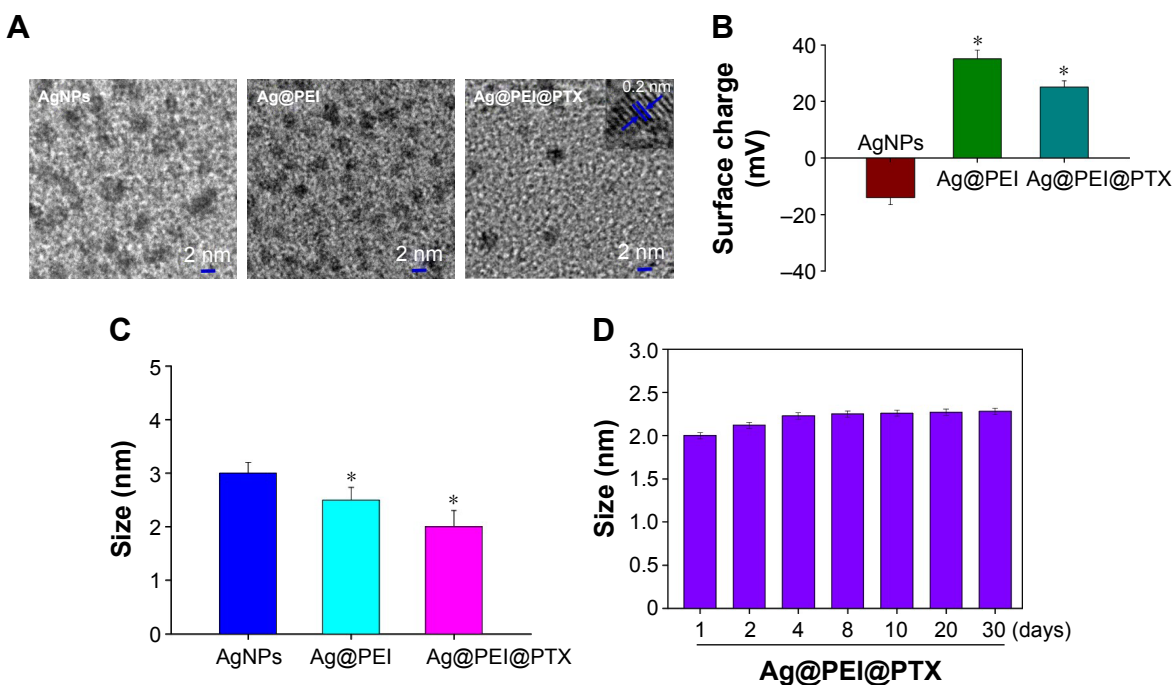 A
AgNPs
2 nm
Ag@PEI
2 nm
Ag@PEI@PTX
0.2 nm
2 nm
B
Surface charge
(mV)
40
20
0
–20
–40
AgNPs
*
Ag@PEI
*
Ag@PEI@PTX
C
Size (nm)
5
4
3
2
1
0
*
*
AgNPs
Ag@PEI
Ag@PEI@PTX
D
Size (nm)
3.0
2.5
2.0
1.5
1.0
0.5
0
1 2 4 8 10 20 30 (days)
Ag@PEI@PTX